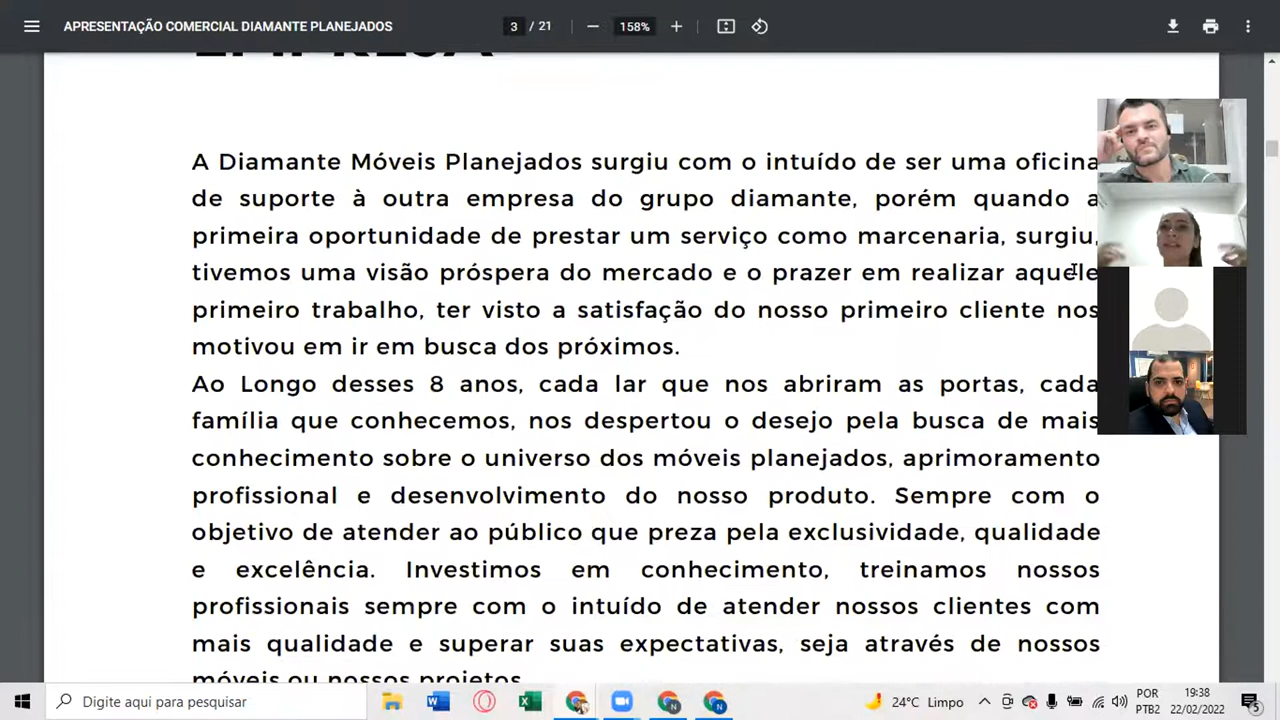 APRESENTAÇÃO COMERCIAL DIAMANTE PLANEJADOS
3 / 21
158%
EMPRESA
A Diamante Móveis Planejados surgiu com o intuído de ser uma oficina
de suporte à outra empresa do grupo diamante, porém quando a
primeira oportunidade de prestar um serviço como marcenaria, surgiu,
tivemos uma visão próspera do mercado e o prazer em realizar aquele
primeiro trabalho, ter visto a satisfação do nosso primeiro cliente nos
motivou em ir em busca dos próximos.
Ao Longo desses 8 anos, cada lar que nos abriram as portas, cada
família que conhecemos, nos despertou o desejo pela busca de mais
conhecimento sobre o universo dos móveis planejados, aprimoramento
profissional e desenvolvimento do nosso produto. Sempre com o
objetivo de atender ao público que preza pela exclusividade, qualidade
e excelência. Investimos em conhecimento, treinamos nossos
profissionais sempre com o intuído de atender nossos clientes com
mais qualidade e superar suas expectativas, seja através de nossos
móveis ou nossos projetos
Digite aqui para pesquisar
24°C Limpo
POR
PTB2
19:38
22/02/2022
5